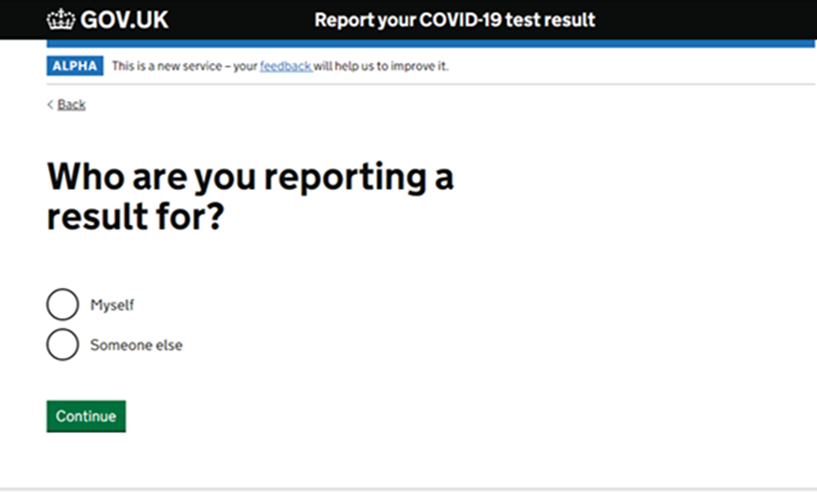 GOV.UK Report your COVID-19 test result
ALPHA This is a new service – your feedback will help us to improve it.
< Back
Who are you reporting a
result for?
Myself
Someone else
Continue